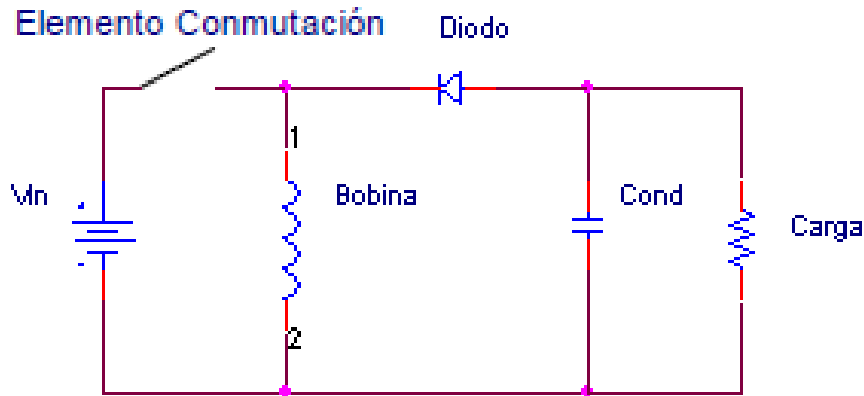 Elemento Conmutación
Diodo
1
VIn
Bobina
Cond
Carga
2